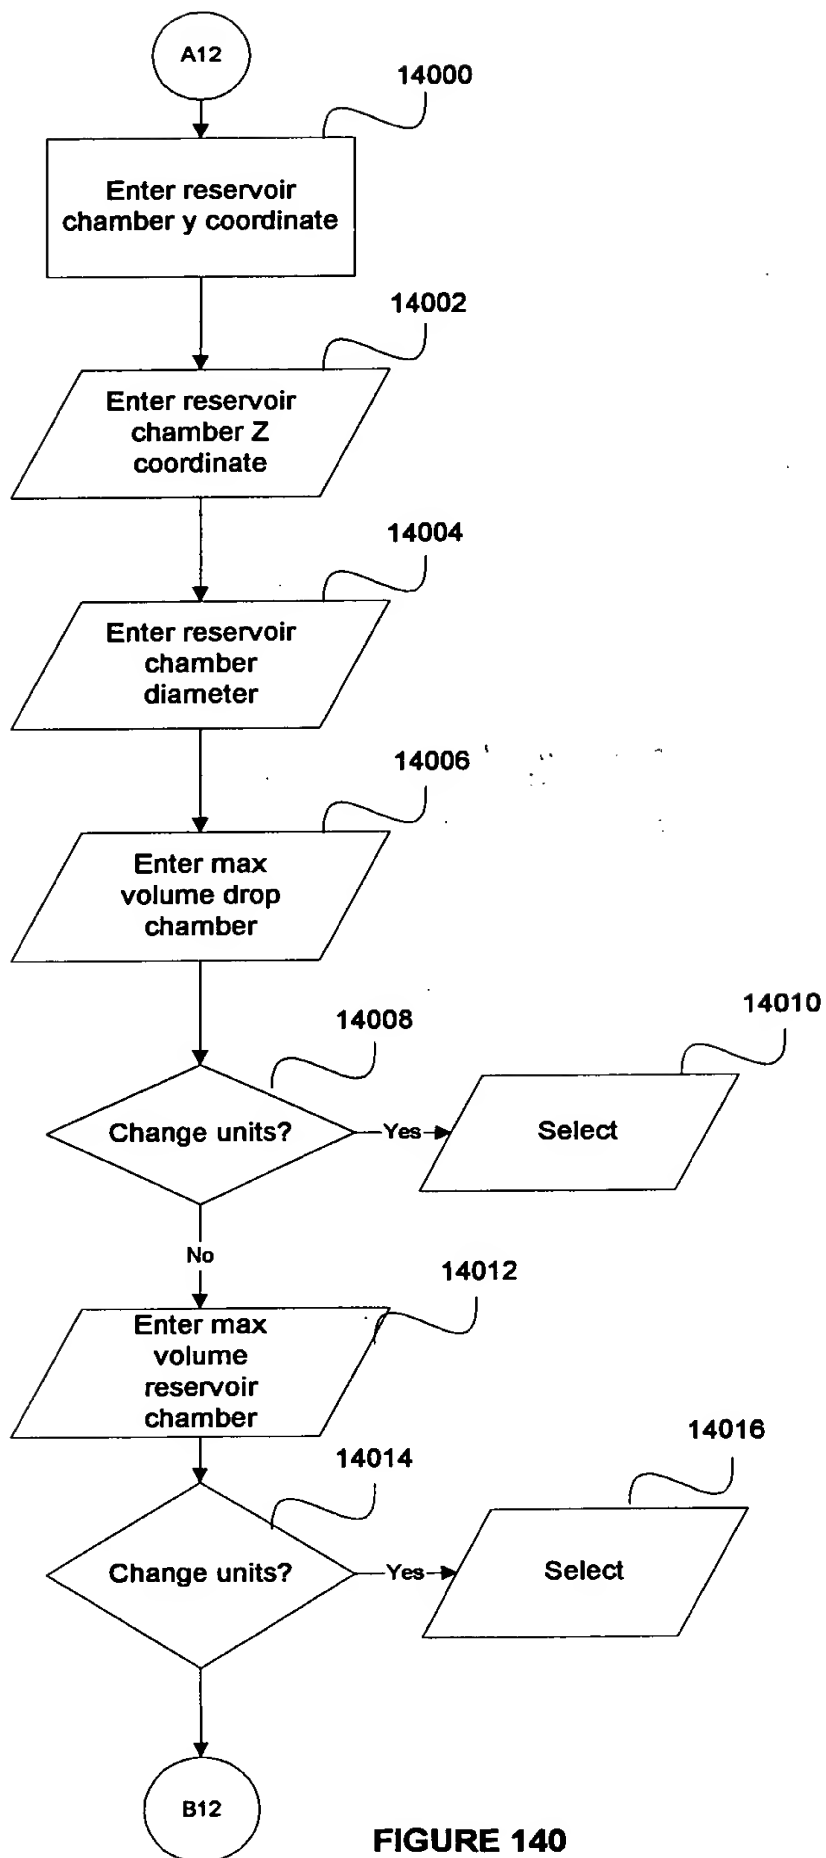 A12
14000
Enter reservoir
chamber y coordinate
14002
Enter reservoir
chamber Z
coordinate
14004
Enter reservoir
chamber
diameter
14006
Enter max
volume drop
chamber
14008
14010
Change units?
Yes
Select
No
14012
Enter max
volume
reservoir
chamber
14014
14016
Change units?
Yes
Select
B12
FIGURE 140